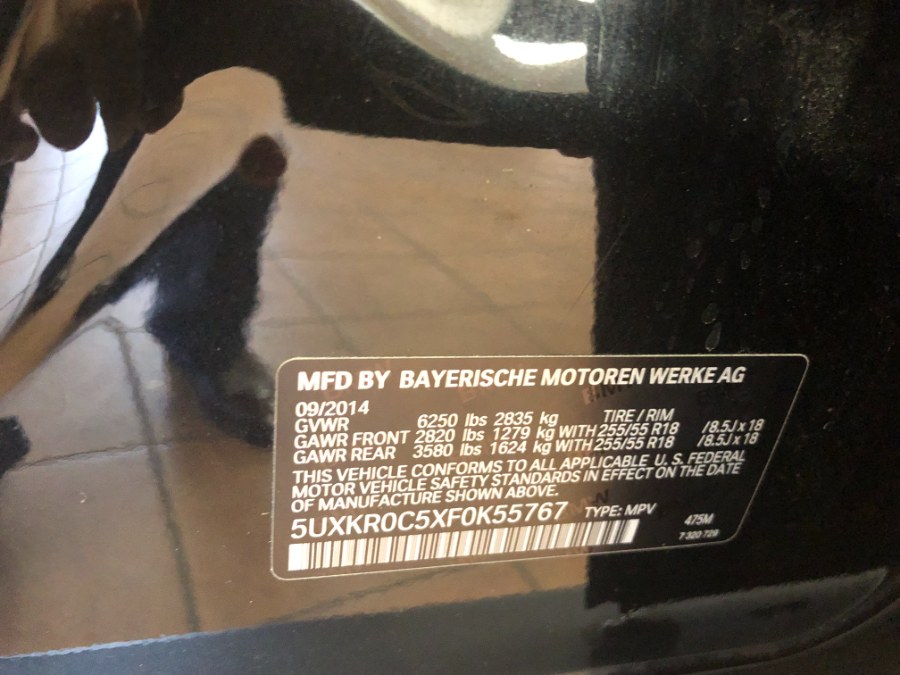 MFD BY BAYERISCHE MOTOREN WERKE AG
09/2014 TIRE / RIM
GVWR 6250 lbs 2835 kg
GAWR FRONT 2820 lbs 1279 kg WITH 255/55 R18 /8.5J x 18
GAWR REAR 3580 lbs 1624 kg WITH 255/55 R18 /8.5J x 18
THIS VEHICLE CONFORMS TO ALL APPLICABLE U. S. FEDERAL
MOTOR VEHICLE SAFETY STANDARDS IN EFFECT ON THE DATE
OF MANUFACTURE SHOWN ABOVE.
5UXKR0C5XF0K55767 TYPE: MPV 475M
7 320 729